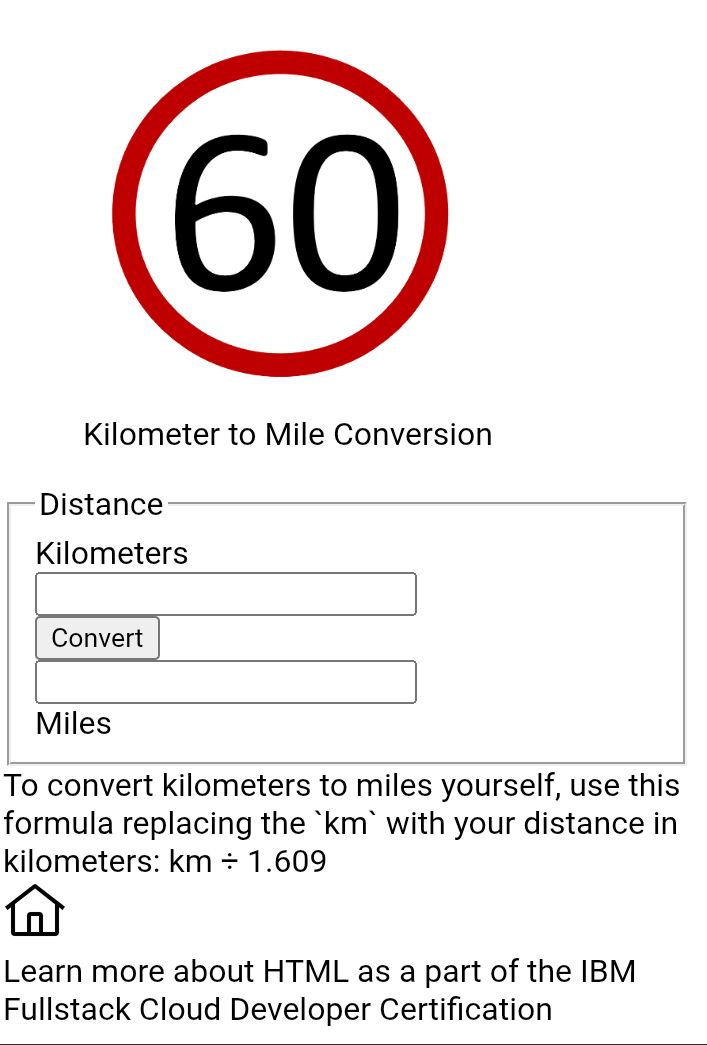 60
Kilometer to Mile Conversion
Distance
Kilometers
Convert
Miles
To convert kilometers to miles yourself, use this
formula replacing the `km` with your distance in
kilometers: km ÷ 1.609
Learn more about HTML as a part of the IBM
Fullstack Cloud Developer Certification